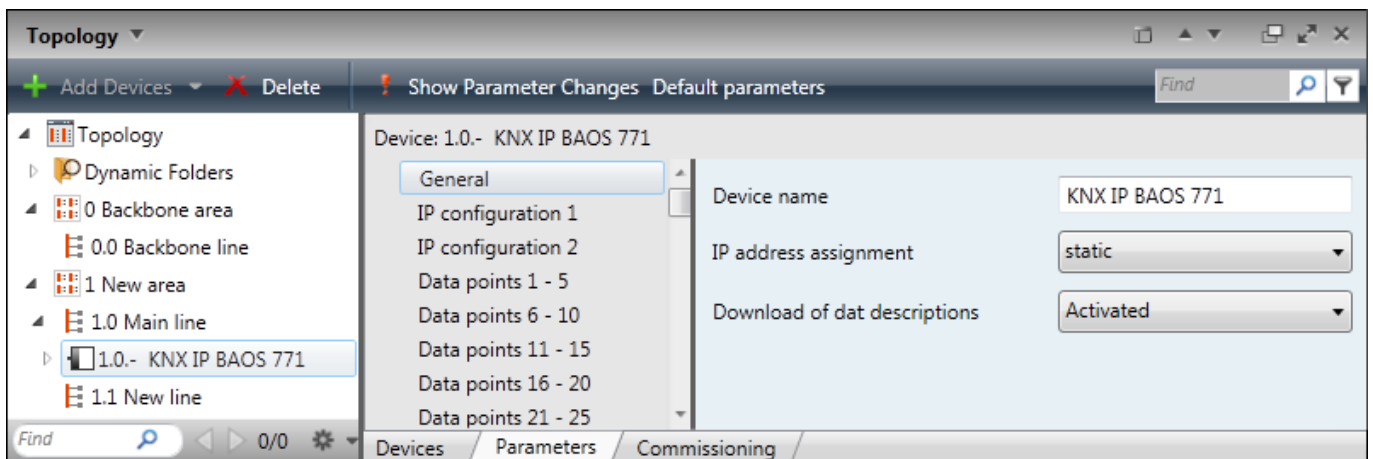 Topology
Add Devices Delete Show Parameter Changes Default parameters Find
Topology
Dynamic Folders
0 Backbone area
0.0 Backbone line
1 New area
1.0 Main line
1.0.- KNX IP BAOS 771
1.1 New line
Find 0/0
Device: 1.0.- KNX IP BAOS 771
General
IP configuration 1
IP configuration 2
Data points 1 - 5
Data points 6 - 10
Data points 11 - 15
Data points 16 - 20
Data points 21 - 25
Device name KNX IP BAOS 771
IP address assignment static
Download of dat descriptions Activated
Devices Parameters Commissioning